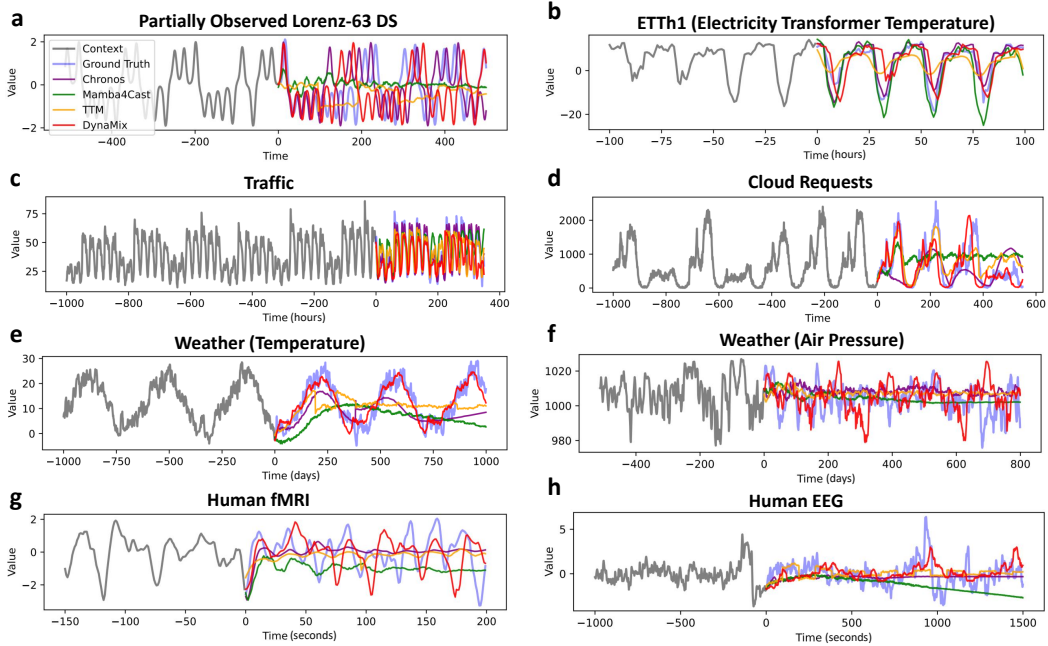 a
Partially Observed Lorenz-63 DS
Value
2
0
−2
Context
Ground Truth
Chronos
Mamba4Cast
TTM
DynaMix
−400 −200 0 200 400
Time
b
ETTh1 (Electricity Transformer Temperature)
Value
0
−20
−100 −75 −50 −25 0 25 50 75 100
Time (hours)
c
Traffic
Value
75
50
25
−1000 −800 −600 −400 −200 0 200 400
Time (hours)
d
Cloud Requests
Value
2000
1000
0
−1000 −800 −600 −400 −200 0 200 400 600
Time
e
Weather (Temperature)
Value
30
20
10
0
−1000 −750 −500 −250 0 250 500 750 1000
Time (days)
f
Weather (Air Pressure)
Value
1020
1000
980
−400 −200 0 200 400 600 800
Time (days)
g
Human fMRI
Value
2
0
−2
−150 −100 −50 0 50 100 150 200
Time (seconds)
h
Human EEG
Value
5
0
−1000 −500 0 500 1000 1500
Time (seconds)